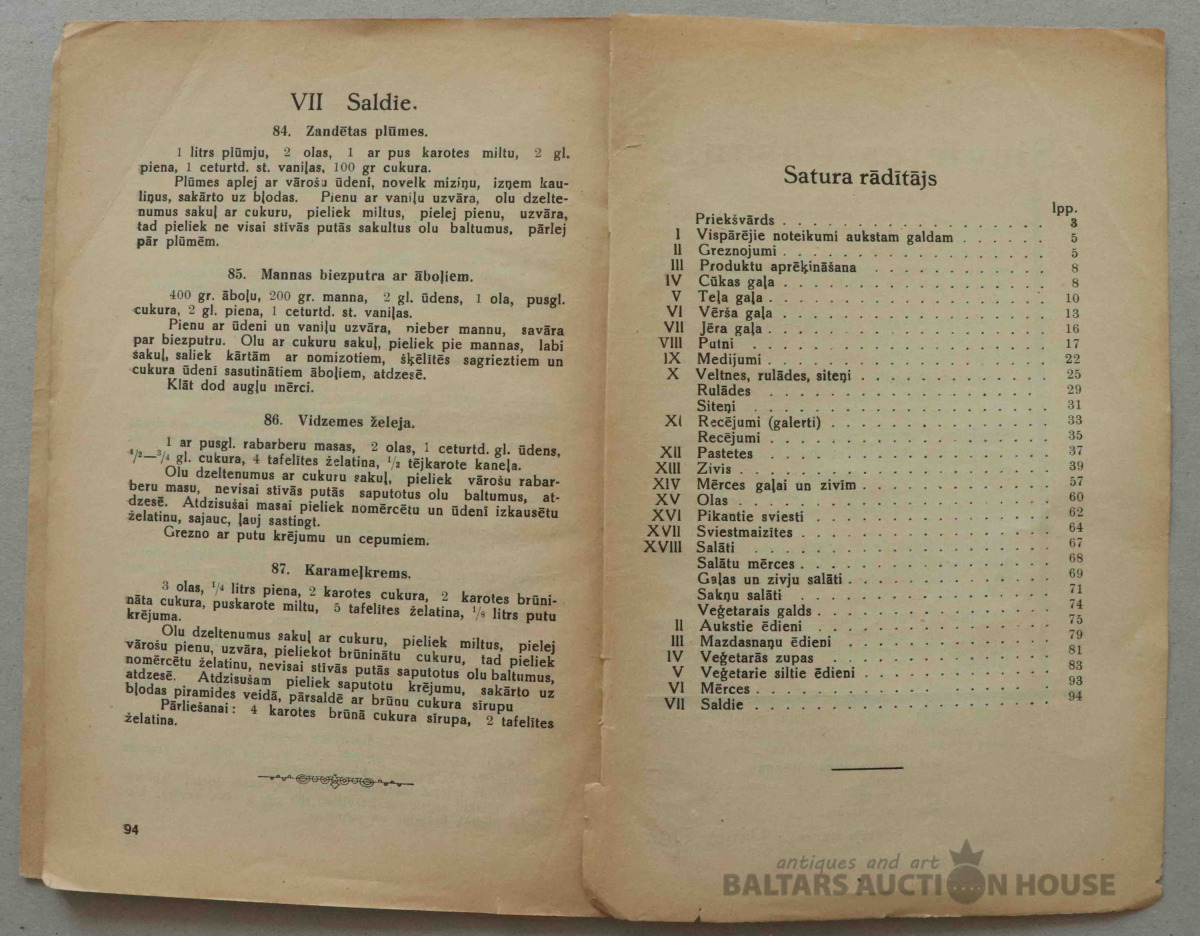 VII Saldie.
84. Zandētas plūmes.
1 litrs plūmju, 2 olas, 1 ar pus karotes miltu, 2 gl.
piena, 1 ceturtd. st. vaniļas, 100 gr cukura.
Plūmes aplej ar vārošu ūdeni, novelk miziņu, izņem kau-
liņus, sakārto uz bļodas. Pienu ar vaniļu uzvāra, olu dzelte-
numus sakuļ ar cukuru, pieliek miltus, pielej pienu, uzvāra,
tad pieliek ne visai stīvās putās sakultus olu baltumus, pārlej
pār plūmēm.
85. Mannas biezputra ar āboļiem.
400 gr. āboļu, 200 gr. manna, 2 gl. ūdens, 1 ola, pusgl.
cukura, 2 gl. piena, 1 ceturtd. st. vaniļas.
Pienu ar ūdeni un vaniļu uzvāra, nieber mannu, savāra
par biezputru. Olu ar cukuru sakuļ, pieliek pie mannas, labi
sakuļ, saliek kārtām ar nomizotiem, šķēlītēs sagrieztiem un
cukura ūdenī sasutinātiem āboļiem, atdzesē.
Klāt dod augļu mērci.
86. Vidzemes želeja.
1 ar pusgl. rabarberu masas, 2 olas, 1 ceturtd. gl. ūdens,
1/2—3/4 gl. cukura, 4 tafelītes želatina, 1/2 tējkarote kaneļa.
Olu dzeltenumus ar cukuru sakuļ, pieliek vārošu rabar-
beru masu, nevisai stīvās putās saputotus olu baltumus, at-
dzesē. Atdzisušai masai pieliek nomērcētu un ūdenī izkausētu
želatinu, sajauc, ļauj sastingt.
Grezno ar putu krējumu un cepumiem.
87. Karameļkrems.
3 olas, 1/4 litrs piena, 2 karotes cukura, 2 karotes brūni-
nāta cukura, puskarote miltu, 5 tafelītes želatina, 1/8 litrs putu
krējuma.
Olu dzeltenumus sakuļ ar cukuru, pieliek miltus, pielej
vārošu pienu, uzvāra, pieliekot brūninātu cukuru, tad pieliek
nomērcētu želatinu, nevisai stīvās putās saputotus olu baltumus,
atdzesē. Atdzisušam pieliek saputotu krējumu, sakārto uz
bļodas piramides veidā, pārsaldē ar brūnu cukura sīrupu
Pārliešanai: 4 karotes brūnā cukura sīrupa, 2 tafelītes
želatina.
94
Satura rādītājs
lpp.
Priekšvārds . . . . . . . . . . . . . . . . 3
I Vispārējie noteikumi aukstam galdam . . . . . . 5
II Greznojumi . . . . . . . . . . . . . . . . 5
III Produktu aprēķināšana . . . . . . . . . . . 8
IV Cūkas gaļa . . . . . . . . . . . . . . . . 8
V Teļa gaļa . . . . . . . . . . . . . . . . 10
VI Vērša gaļa . . . . . . . . . . . . . . . . 13
VII Jēra gaļa . . . . . . . . . . . . . . . . 16
VIII Putni . . . . . . . . . . . . . . . . 17
IX Medijumi . . . . . . . . . . . . . . . . 22
X Veltnes, rulādes, siteņi . . . . . . . . . . . . 25
Rulādes . . . . . . . . . . . . . . . . 29
Siteņi . . . . . . . . . . . . . . . . 31
XI Recējumi (galerti) . . . . . . . . . . . . . 33
Recējumi . . . . . . . . . . . . . . . . 35
XII Pastetes . . . . . . . . . . . . . . . . 37
XIII Zivis . . . . . . . . . . . . . . . . 39
XIV Mērces gaļai un zivīm . . . . . . . . . . . 57
XV Olas . . . . . . . . . . . . . . . . 60
XVI Pikantie sviesti . . . . . . . . . . . . . . 62
XVII Sviestmaizītes . . . . . . . . . . . . . . . 64
XVIII Salāti . . . . . . . . . . . . . . . . 67
Salātu mērces . . . . . . . . . . . . . . . 68
Gaļas un zivju salāti . . . . . . . . . . . . 69
Sakņu salāti . . . . . . . . . . . . . . . 71
Veģetarais galds . . . . . . . . . . . . . . 74
II Aukstie ēdieni . . . . . . . . . . . . . . 75
III Mazdasnaņu ēdieni . . . . . . . . . . . . . 79
IV Veģetarās zupas . . . . . . . . . . . . . 81
V Veģetarie siltie ēdieni . . . . . . . . . . . . 83
VI Mērces . . . . . . . . . . . . . . . . 93
VII Saldie . . . . . . . . . . . . . . . . 94
antiques and art
BALTARS AUCTION HOUSE